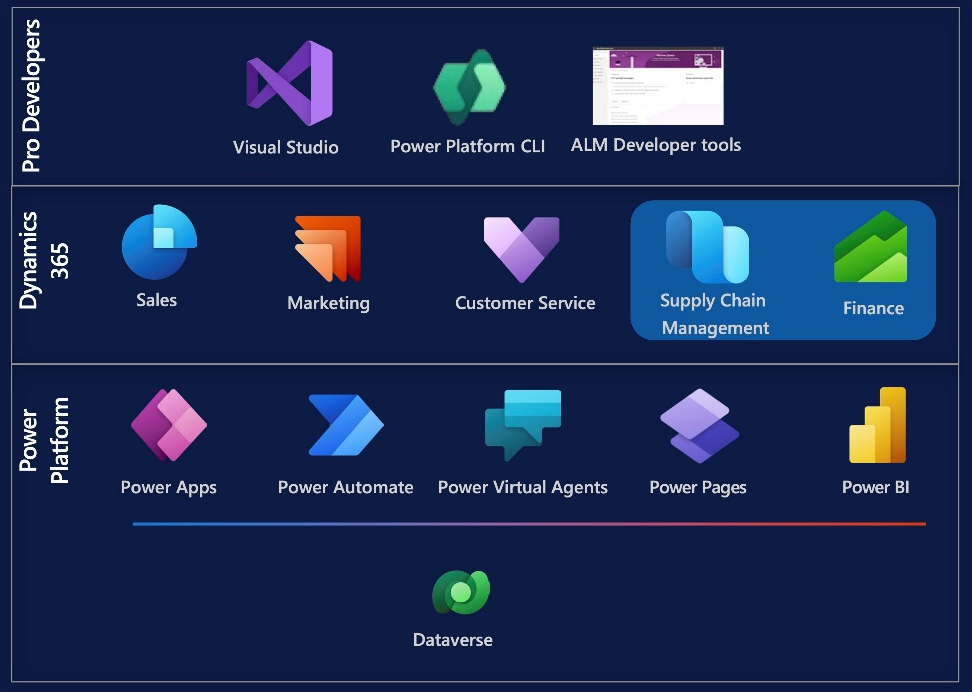 Pro Developers
Visual Studio
Power Platform CLI
ALM Developer tools
Dynamics
365
Sales
Marketing
Customer Service
Supply Chain
Management
Finance
Power
Platform
Power Apps
Power Automate
Power Virtual Agents
Power Pages
Power BI
Dataverse